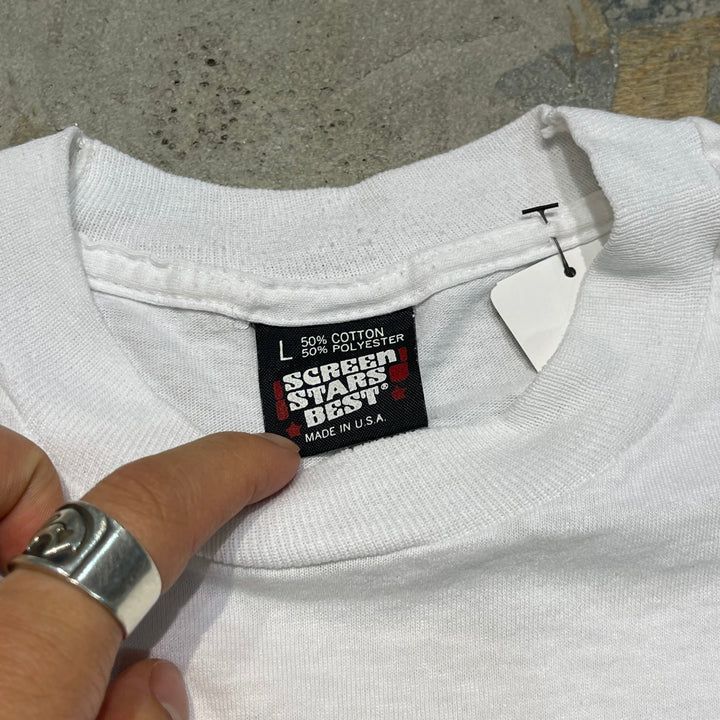 L 50% COTTON
50% POLYESTER
SCREEN
STARS
BEST®
MADE IN U.S.A.